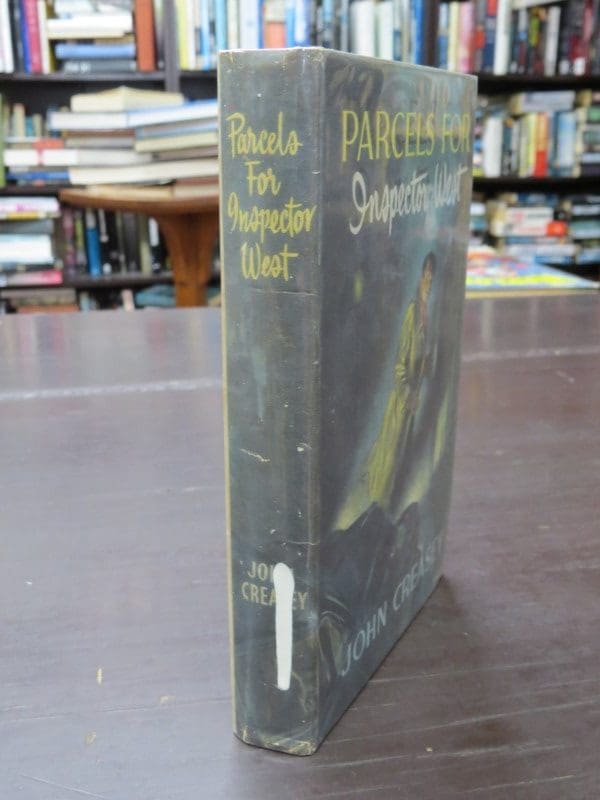 Parcels
For
Inspector
West
JOHN
CREASEY
PARCELS FOR
Inspector West
JOHN CREASEY